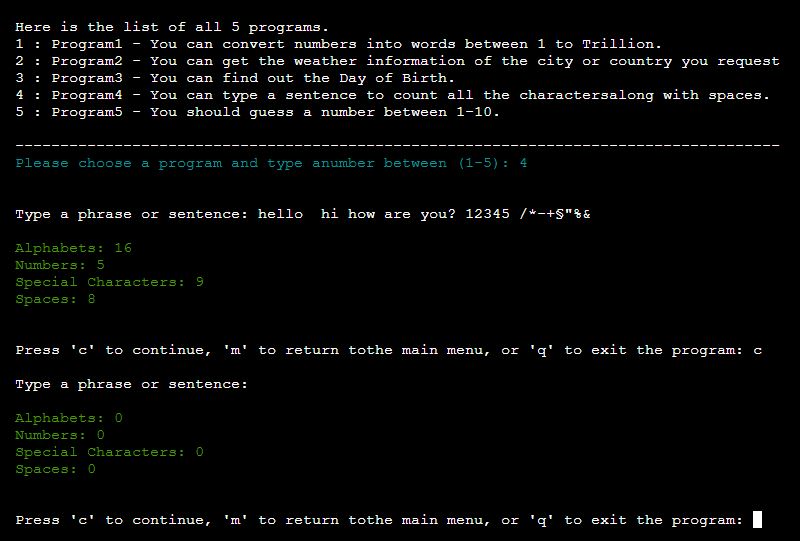 Here is the list of all 5 programs.
1 : Program1 - You can convert numbers into words between 1 to Trillion.
2 : Program2 - You can get the weather information of the city or country you request
3 : Program3 - You can find out the Day of Birth.
4 : Program4 - You can type a sentence to count all the charactersalong with spaces.
5 : Program5 - You should guess a number between 1-10.
-------------------------------------------------------------------------------------
Please choose a program and type anumber between (1-5): 4
Type a phrase or sentence: hello  hi how are you? 12345 /*-+§"%&
Alphabets: 16
Numbers: 5
Special Characters: 9
Spaces: 8
Press 'c' to continue, 'm' to return tothe main menu, or 'q' to exit the program: c
Type a phrase or sentence:
Alphabets: 0
Numbers: 0
Special Characters: 0
Spaces: 0
Press 'c' to continue, 'm' to return tothe main menu, or 'q' to exit the program: